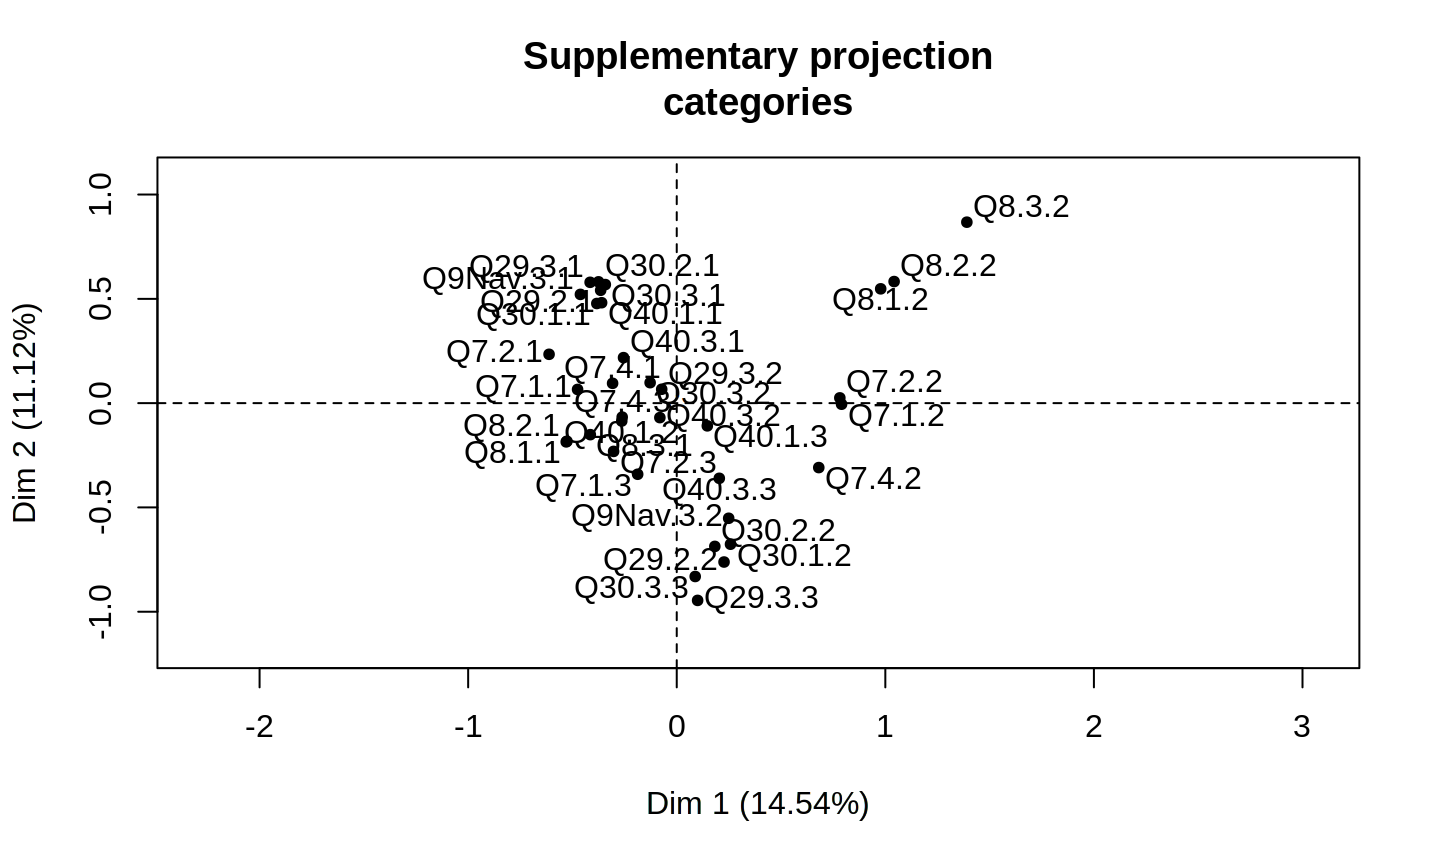 Supplementary projection
categories
Dim 2 (11.12%)
1.0
0.5
0.0
-0.5
-1.0
Q8.3.2
Q29.3.1
Q30.2.1
Q8.2.2
Q9Nav.3.1
Q29.2.1
Q30.3.1
Q8.1.2
Q30.1.1
Q40.1.1
Q40.3.1
Q7.2.1
Q7.4.1
Q29.3.2
Q7.2.2
Q7.1.1
Q30.3.2
Q7.4.3
Q40.3.2
Q7.1.2
Q8.2.1
Q40.1.2
Q40.1.3
Q8.3.1
Q8.1.1
Q7.2.3
Q7.4.2
Q7.1.3
Q40.3.3
Q9Nav.3.2
Q30.2.2
Q29.2.2
Q30.1.2
Q30.3.3
Q29.3.3
-2
-1
0
1
2
3
Dim 1 (14.54%)